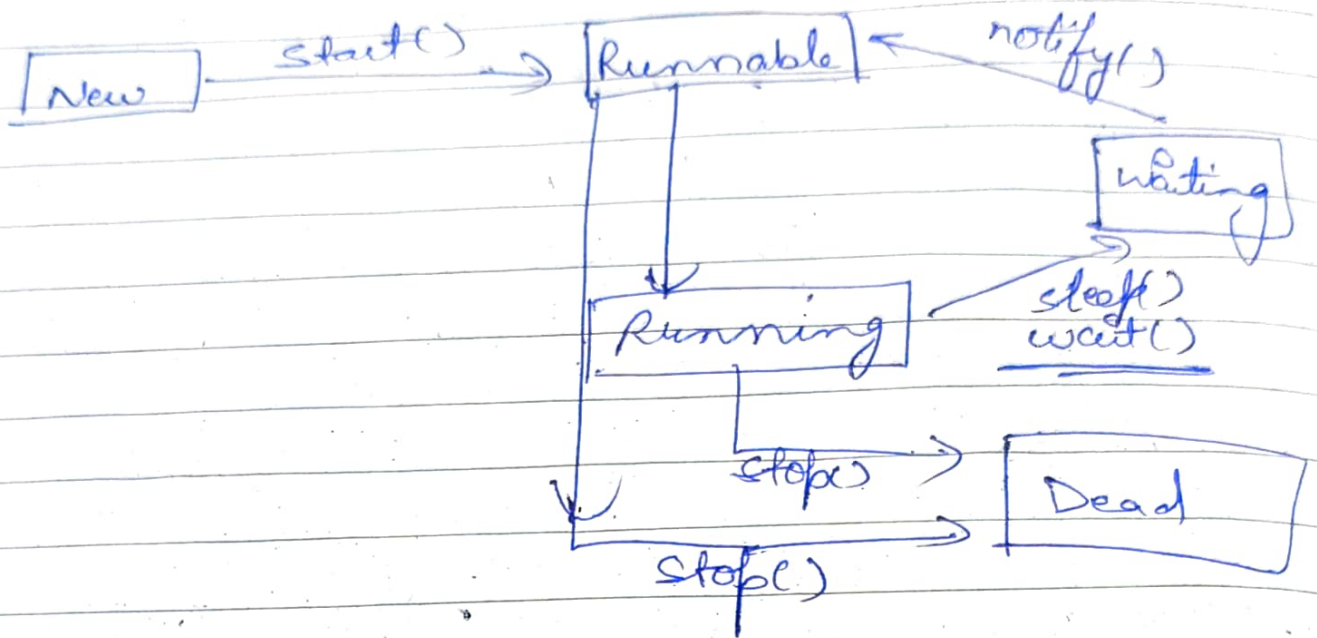 start()
Runnable
notify()
New
waiting
sleep()
wait()
Running
stop()
Dead
Stop()